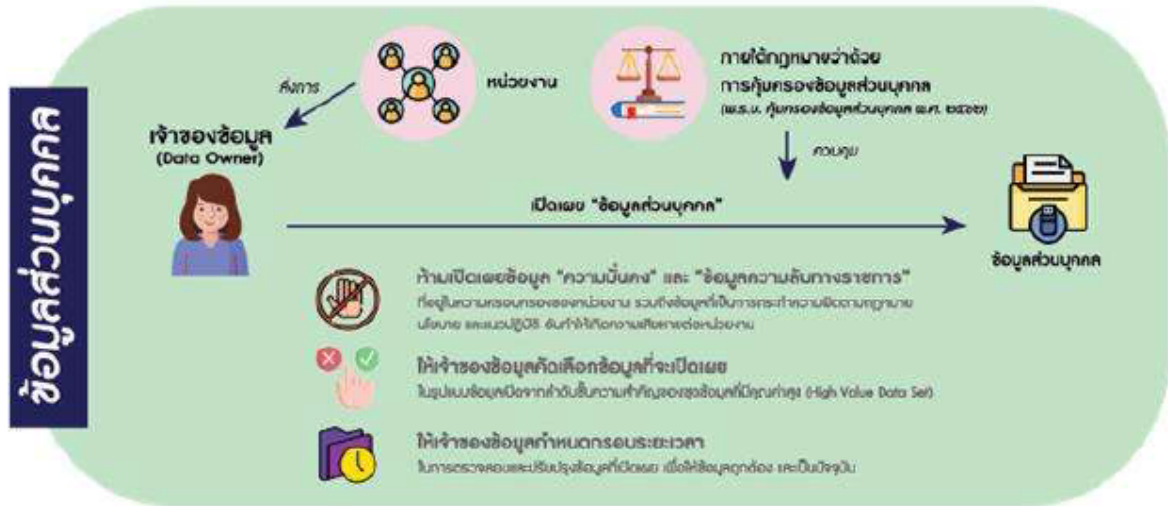 ข้อมูลส่วนบุคคล
สั่งการ
หน่วยงาน
ภายใต้กฎหมายว่าด้วย
การคุ้มครองข้อมูลส่วนบุคคล
(พ.ร.บ. คุ้มครองข้อมูลส่วนบุคคล พ.ศ. ๒๕๖๒)
เจ้าของข้อมูล
(Data Owner)
ควบคุม
เปิดเผย "ข้อมูลส่วนบุคคล"
ข้อมูลส่วนบุคคล
ห้ามเปิดเผยข้อมูล "ความมั่นคง" และ "ข้อมูลความลับทางราชการ"
ที่อยู่ในความครอบครองของหน่วยงาน รวมถึงข้อมูลที่เป็นการกระทำความผิดตามกฎหมาย
นโยบาย และแนวปฏิบัติ อันทำให้เกิดความเสียหายต่อหน่วยงาน
ให้เจ้าของข้อมูลคัดเลือกข้อมูลที่จะเปิดเผย
ในรูปแบบข้อมูลเปิดจากลำดับชั้นความสำคัญของชุดข้อมูลที่มีคุณค่าสูง (High Value Data Set)
ให้เจ้าของข้อมูลกำหนดกรอบระยะเวลา
ในการตรวจสอบและปรับปรุงข้อมูลที่เปิดเผย เพื่อให้ข้อมูลถูกต้อง และเป็นปัจจุบัน